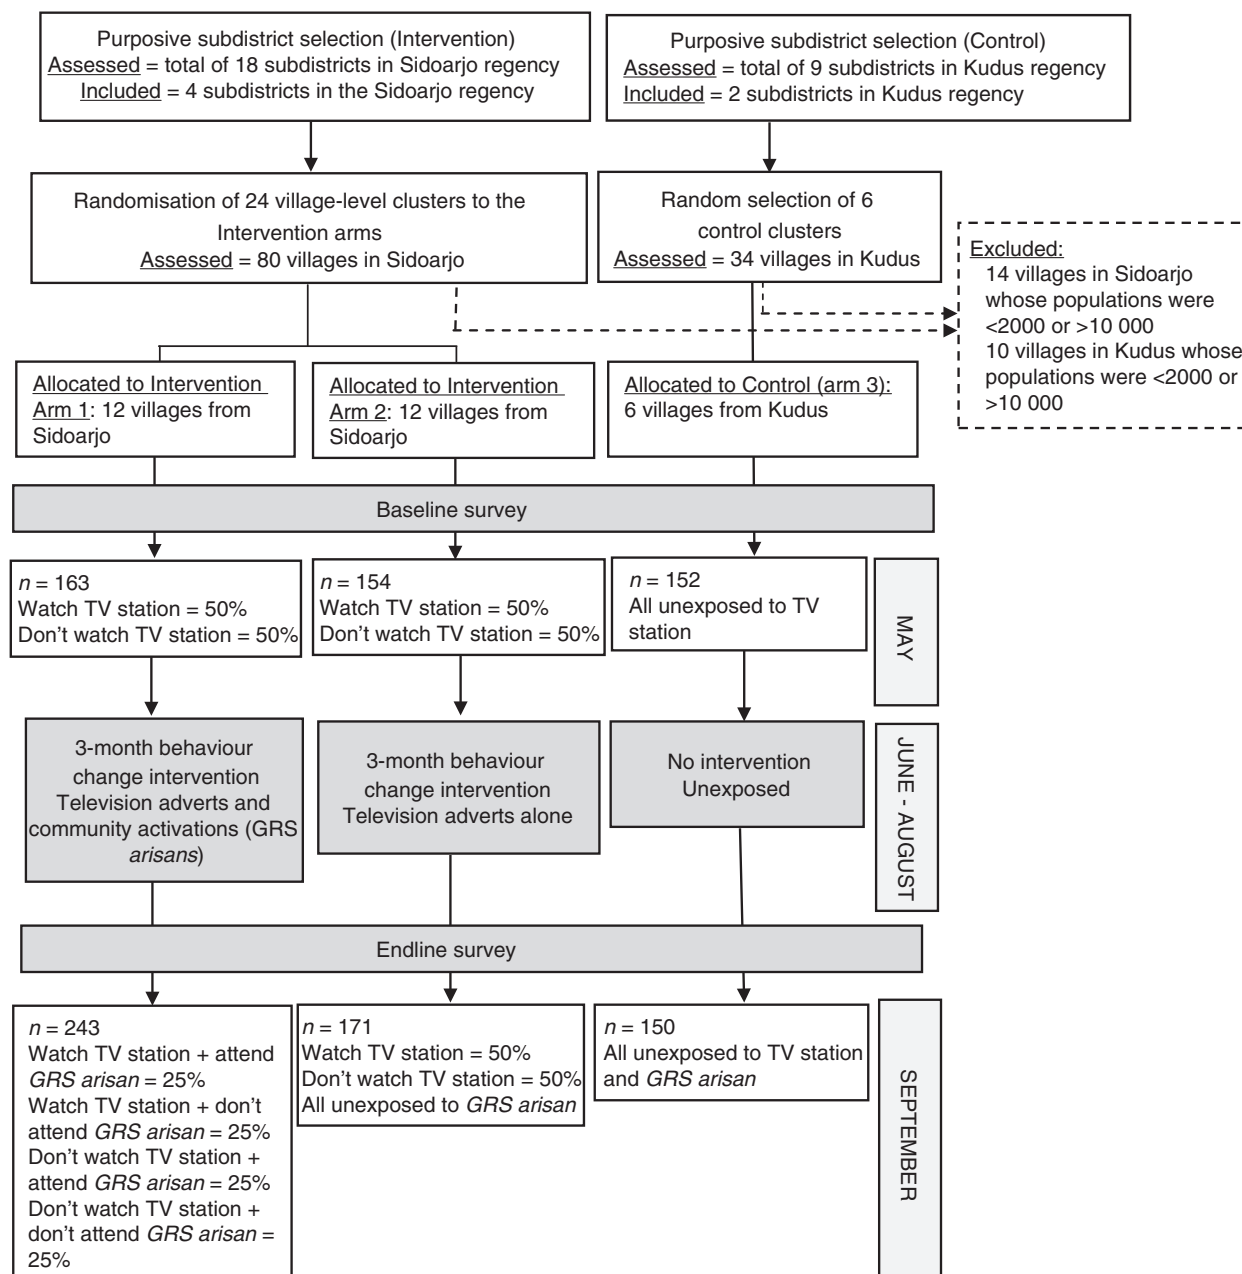 Purposive subdistrict selection (Intervention)
Assessed = total of 18 subdistricts in Sidoarjo regency
Included = 4 subdistricts in the Sidoarjo regency
Purposive subdistrict selection (Control)
Assessed = total of 9 subdistricts in Kudus regency
Included = 2 subdistricts in Kudus regency
Randomisation of 24 village-level clusters to the
Intervention arms
Assessed = 80 villages in Sidoarjo
Random selection of 6
control clusters
Assessed = 34 villages in Kudus
Excluded:
14 villages in Sidoarjo
whose populations were
<2000 or >10 000
10 villages in Kudus whose
populations were <2000 or
>10 000
Allocated to Intervention
Arm 1: 12 villages from
Sidoarjo
Allocated to Intervention
Arm 2: 12 villages from
Sidoarjo
Allocated to Control (arm 3):
6 villages from Kudus
Baseline survey
n = 163
Watch TV station = 50%
Don't watch TV station = 50%
n = 154
Watch TV station = 50%
Don't watch TV station = 50%
n = 152
All unexposed to TV
station
MAY
3-month behaviour
change intervention
Television adverts and
community activations (GRS
arisans)
3-month behaviour
change intervention
Television adverts alone
No intervention
Unexposed
JUNE - AUGUST
Endline survey
n = 243
Watch TV station + attend
GRS arisan = 25%
Watch TV station + don't
attend GRS arisan = 25%
Don't watch TV station +
attend GRS arisan = 25%
Don't watch TV station +
don't attend GRS arisan =
25%
n = 171
Watch TV station = 50%
Don't watch TV station = 50%
All unexposed to GRS arisan
n = 150
All unexposed to TV station
and GRS arisan
SEPTEMBER